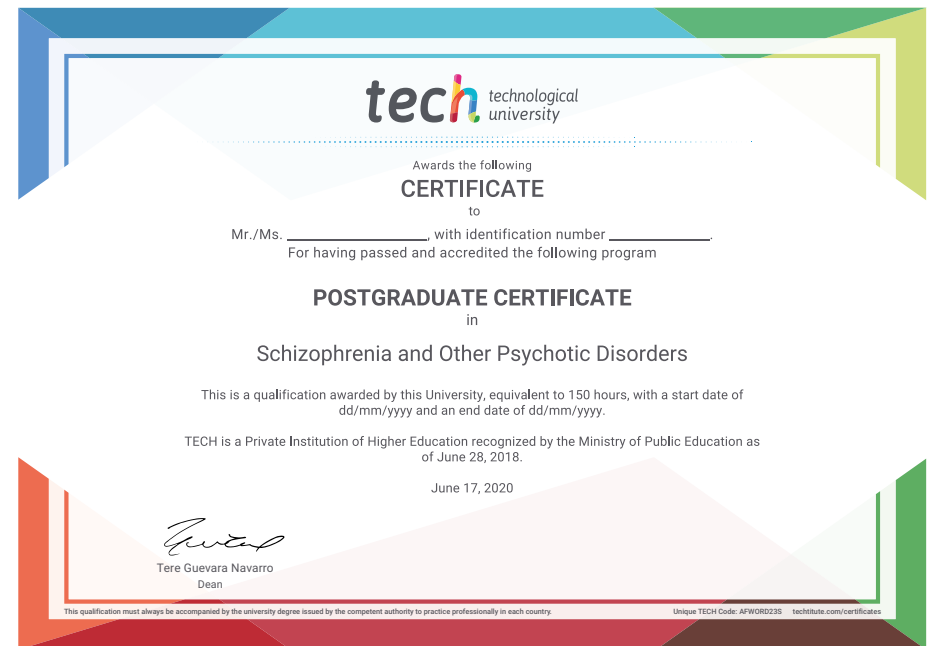 tech technological
university
Awards the following
CERTIFICATE
to
Mr./Ms. ____________________, with identification number ______________.
For having passed and accredited the following program
POSTGRADUATE CERTIFICATE
in
Schizophrenia and Other Psychotic Disorders
This is a qualification awarded by this University, equivalent to 150 hours, with a start date of
dd/mm/yyyy and an end date of dd/mm/yyyy.
TECH is a Private Institution of Higher Education recognized by the Ministry of Public Education as
of June 28, 2018.
June 17, 2020
Tere Guevara Navarro
Dean
This qualification must always be accompanied by the university degree issued by the competent authority to practice professionally in each country.
Unique TECH Code: AFWORD23S techtitute.com/certificates